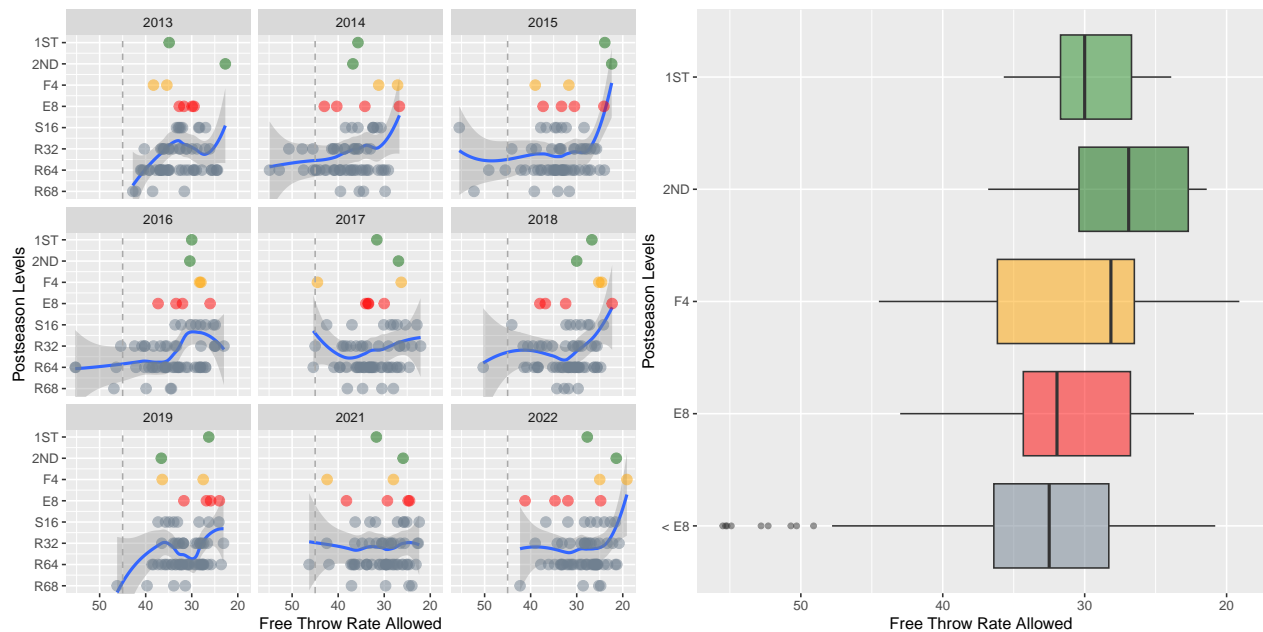 2013
2014
2015
1ST
2ND
F4
E8
S16
R32
R64
R68
2016
2017
2018
1ST
2ND
F4
E8
S16
R32
R64
R68
2019
2021
2022
1ST
2ND
F4
E8
S16
R32
R64
R68
50 40 30 20
50 40 30 20
50 40 30 20
Free Throw Rate Allowed
Postseason Levels
1ST
2ND
F4
E8
< E8
50 40 30 20
Free Throw Rate Allowed
Postseason Levels